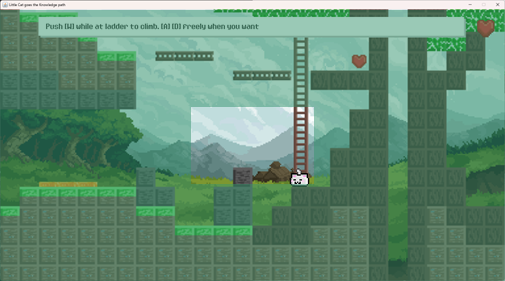 Little Cat goes the Knowledge path
Push [W] while at ladder to climb. [A] [D] Freely when you want